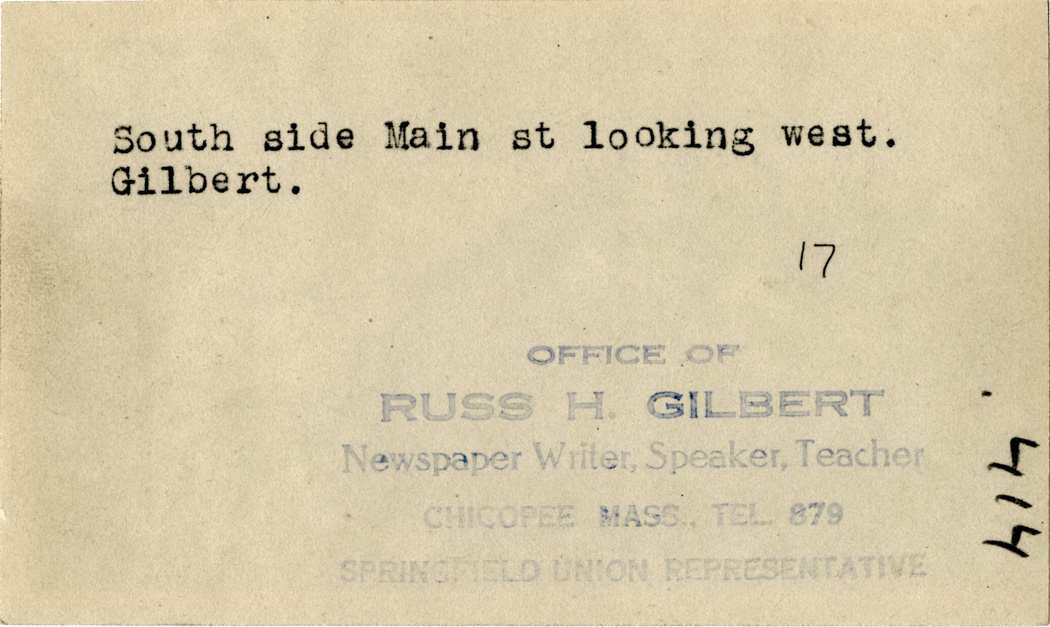 South side Main st looking west.
Gilbert.
17
OFFICE OF
RUSS H. GILBERT
Newspaper Writer, Speaker, Teacher
CHICOPEE MASS., TEL. 879
SPRINGFIELD UNION REPRESENTATIVE
414